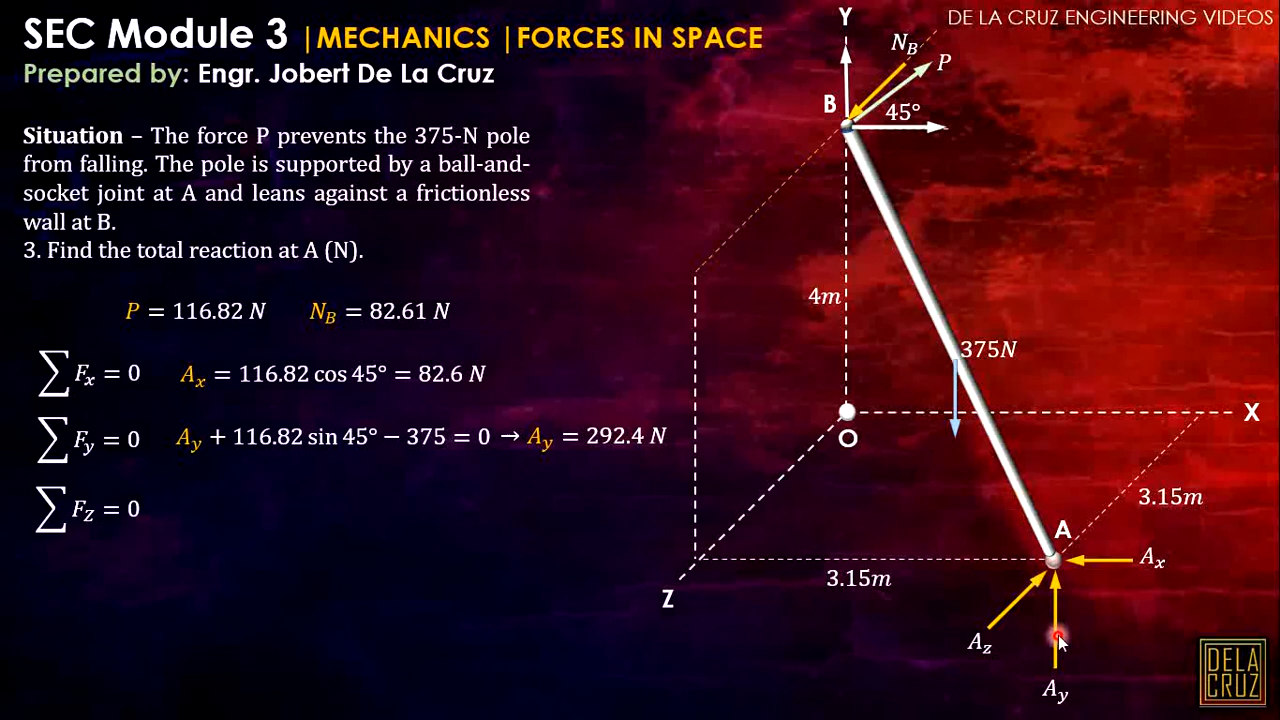 SEC Module 3 |MECHANICS |FORCES IN SPACE
DE LA CRUZ ENGINEERING VIDEOS
Prepared by: Engr. Jobert De La Cruz
Situation – The force P prevents the 375-N pole
from falling. The pole is supported by a ball-and-
socket joint at A and leans against a frictionless
wall at B.
3. Find the total reaction at A (N).
P = 116.82 N N_B = 82.61 N
∑ F_x = 0 A_x = 116.82 cos 45° = 82.6 N
∑ F_y = 0 A_y + 116.82 sin 45° − 375 = 0 → A_y = 292.4 N
∑ F_Z = 0
Y
N_B
P
B
45°
4m
375N
X
O
3.15m
A
A_x
3.15m
Z
A_z
A_y
DELA
CRUZ